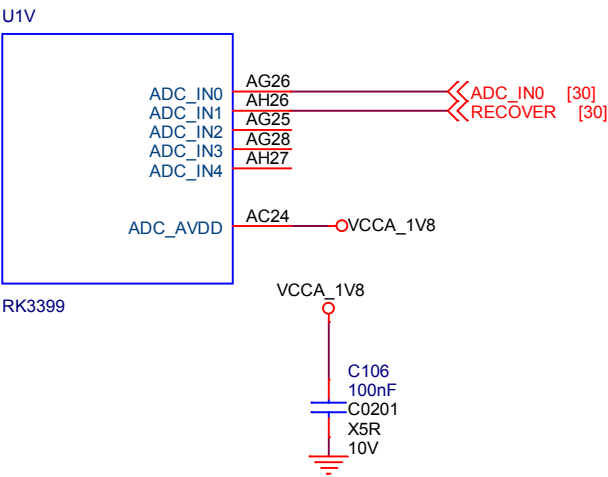 U1V
ADC_IN0 AG26 ADC_IN0 [30]
ADC_IN1 AH26 RECOVER [30]
ADC_IN2 AG25
ADC_IN3 AG28
ADC_IN4 AH27
ADC_AVDD AC24 VCCA_1V8
RK3399
VCCA_1V8
C106
100nF
C0201
X5R
10V